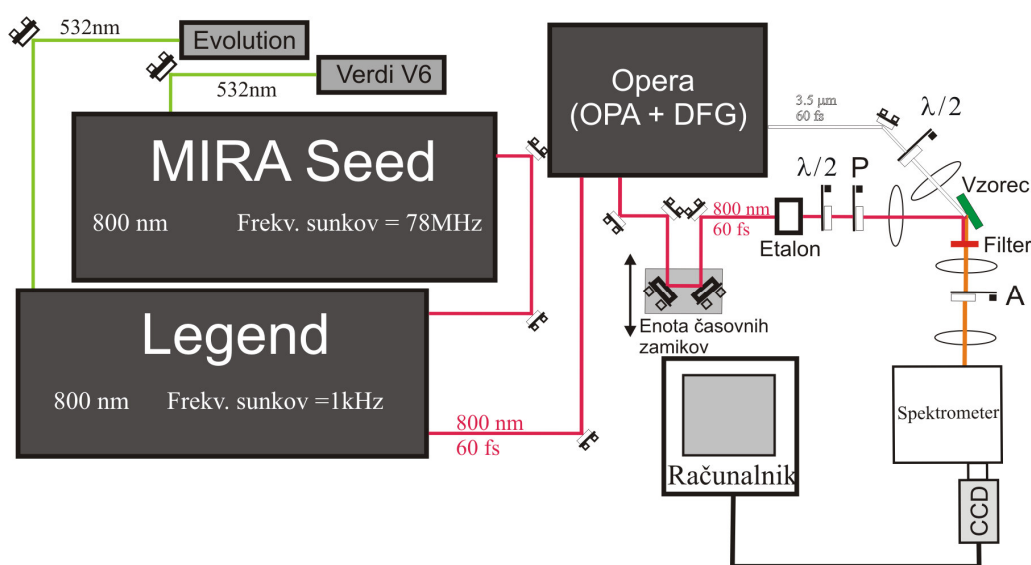 532nm
Evolution
532nm
Verdi V6
MIRA Seed
800 nm
Frekv. sunkov = 78MHz
Legend
800 nm
Frekv. sunkov =1kHz
800 nm
60 fs
Opera
(OPA + DFG)
3.5 µm
60 fs
λ/2
λ/2
P
Vzorec
800 nm
60 fs
Etalon
Filter
A
Enota časovnih
zamikov
Računalnik
Spektrometer
CCD